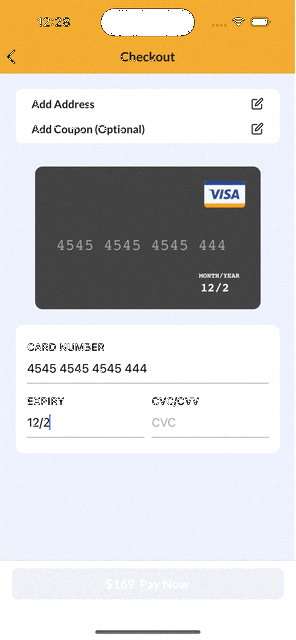 12:26
Checkout
Add Address
Add Coupon (Optional)
VISA
4545 4545 4545 444
MONTH/YEAR
12/2
CARD NUMBER
4545 4545 4545 444
EXPIRY CVC/CVV
12/2 CVC
$169 Pay Now